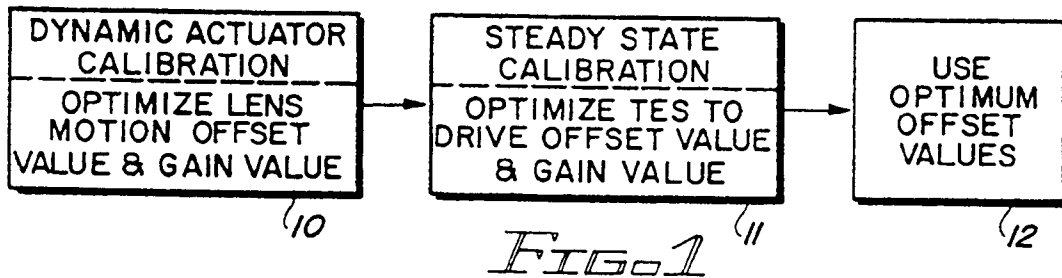 DYNAMIC ACTUATOR
CALIBRATION
OPTIMIZE LENS
MOTION OFFSET
VALUE & GAIN VALUE
10
STEADY STATE
CALIBRATION
OPTIMIZE TES TO
DRIVE OFFSET VALUE
& GAIN VALUE
11
USE
OPTIMUM
OFFSET
VALUES
12
FIG.1